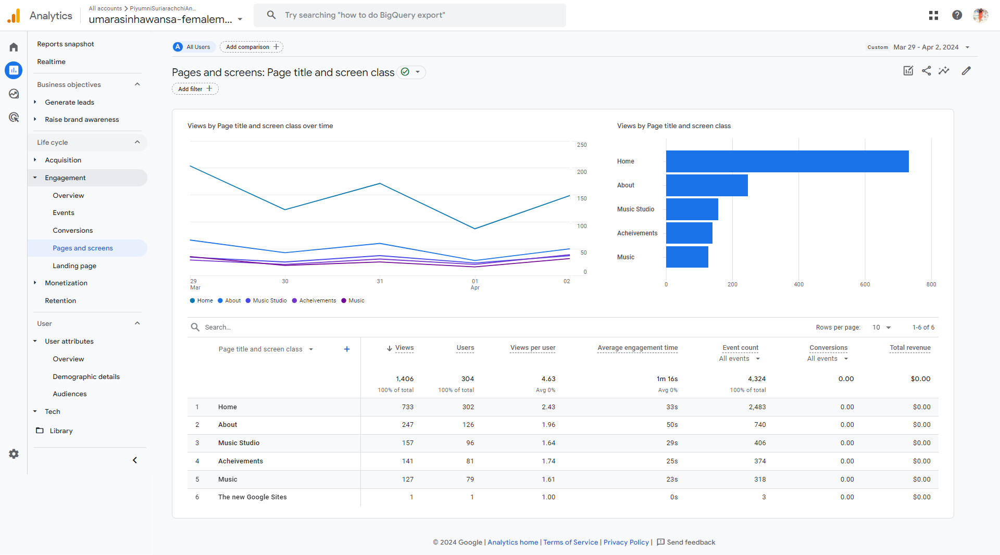 Analytics
All accounts > PiyumniSuriarachchiAn...
umarasinhawansa-femalem...
Try searching "how to do BigQuery export"
Reports snapshot
Realtime
Business objectives
Generate leads
Raise brand awareness
Life cycle
Acquisition
Engagement
Overview
Events
Conversions
Pages and screens
Landing page
Monetization
Retention
User
User attributes
Overview
Demographic details
Audiences
Tech
Library
A All Users
Add comparison +
Custom Mar 29 - Apr 2, 2024
Pages and screens: Page title and screen class
Add filter +
Views by Page title and screen class over time
250
200
150
100
50
0
29 Mar
30
31
01 Apr
02
Home About Music Studio Acheivements Music
Views by Page title and screen class
Home
About
Music Studio
Acheivements
Music
0 200 400 600 800
Search...
Rows per page: 10 1-6 of 6
Page title and screen class + Views Users Views per user Average engagement time Event count Conversions Total revenue
All events All events
1,406 304 4.63 1m 16s 4,324 0.00 $0.00
100% of total 100% of total Avg 0% Avg 0% 100% of total
1 Home 733 302 2.43 33s 2,483 0.00 $0.00
2 About 247 126 1.96 50s 740 0.00 $0.00
3 Music Studio 157 96 1.64 29s 406 0.00 $0.00
4 Acheivements 141 81 1.74 25s 374 0.00 $0.00
5 Music 127 79 1.61 23s 318 0.00 $0.00
6 The new Google Sites 1 1 1.00 0s 3 0.00 $0.00
© 2024 Google | Analytics home | Terms of Service | Privacy Policy | Send feedback